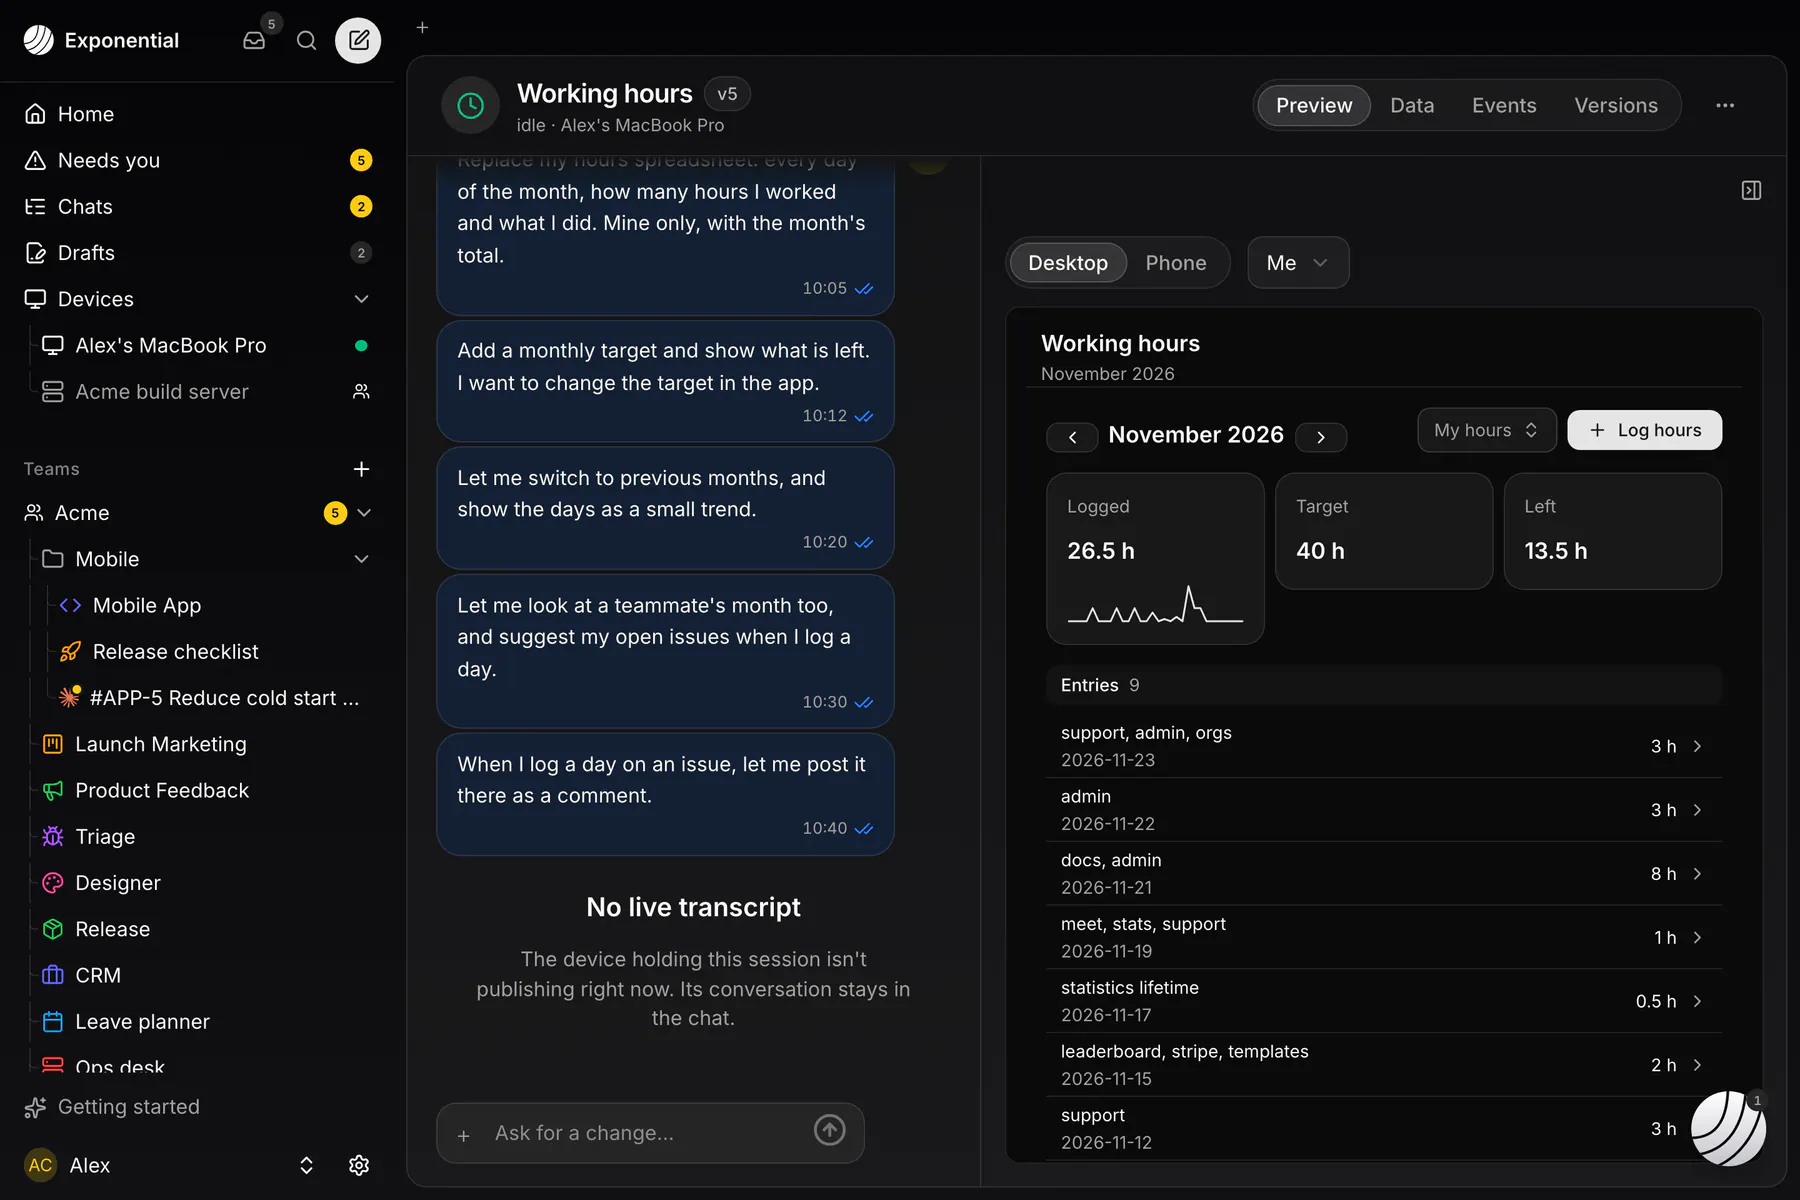 Exponential
5
Home
Needs you
5
Chats
2
Drafts
2
Devices
Alex's MacBook Pro
Acme build server
Teams
Acme
5
Mobile
Mobile App
Release checklist
#APP-5 Reduce cold start ...
Launch Marketing
Product Feedback
Triage
Designer
Release
CRM
Leave planner
Ops desk
Getting started
AC
Alex
Working hours
v5
idle · Alex's MacBook Pro
Preview
Data
Events
Versions
Replace my hours spreadsheet: every day
of the month, how many hours I worked
and what I did. Mine only, with the month's
total.
10:05
Add a monthly target and show what is left.
I want to change the target in the app.
10:12
Let me switch to previous months, and
show the days as a small trend.
10:20
Let me look at a teammate's month too,
and suggest my open issues when I log a
day.
10:30
When I log a day on an issue, let me post it
there as a comment.
10:40
No live transcript
The device holding this session isn't
publishing right now. Its conversation stays in
the chat.
Ask for a change...
Desktop
Phone
Me
Working hours
November 2026
November 2026
My hours
Log hours
Logged
26.5 h
Target
40 h
Left
13.5 h
Entries 9
support, admin, orgs
2026-11-23
3 h
admin
2026-11-22
3 h
docs, admin
2026-11-21
8 h
meet, stats, support
2026-11-19
1 h
statistics lifetime
2026-11-17
0.5 h
leaderboard, stripe, templates
2026-11-15
2 h
support
2026-11-12
3 h
1